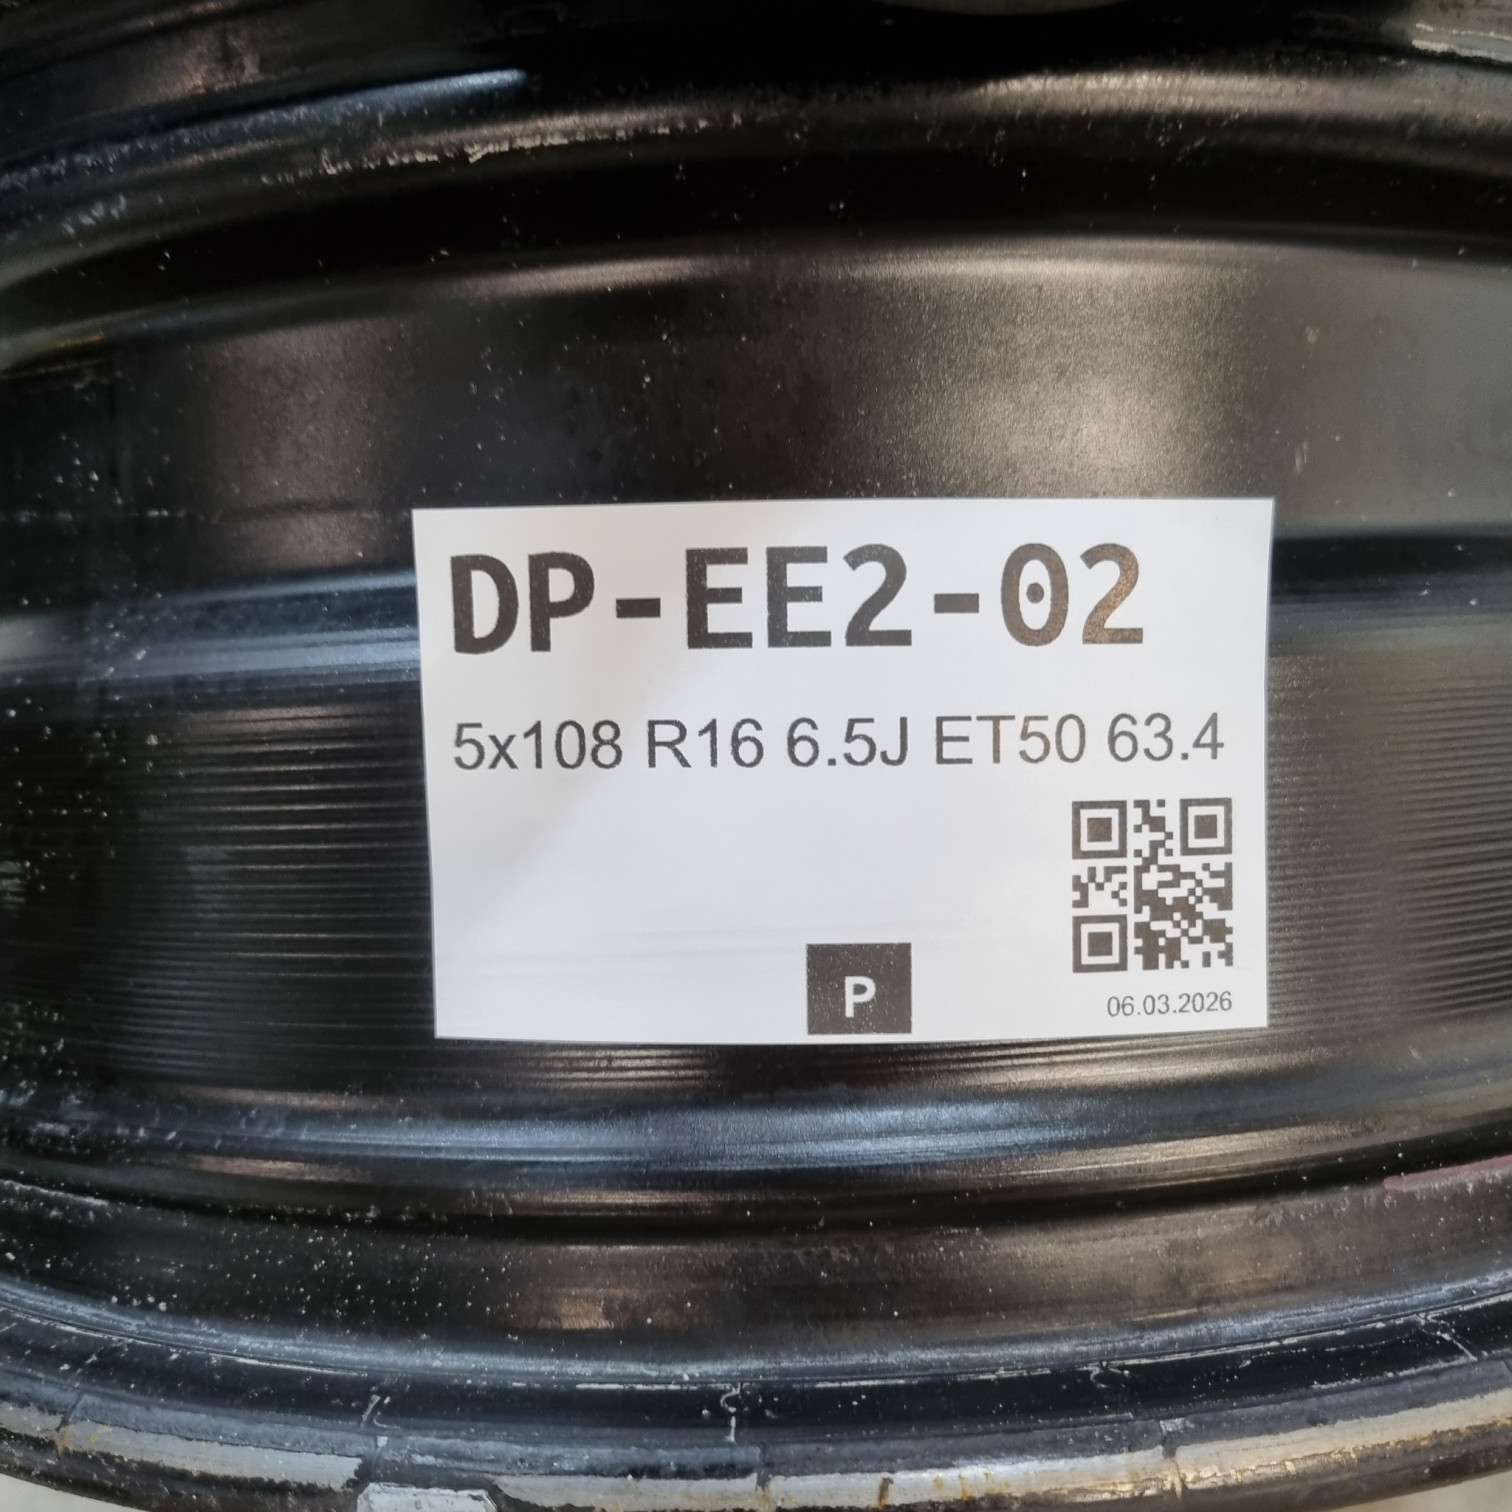 DP-EE2-02
5x108 R16 6.5J ET50 63.4
P
06.03.2026